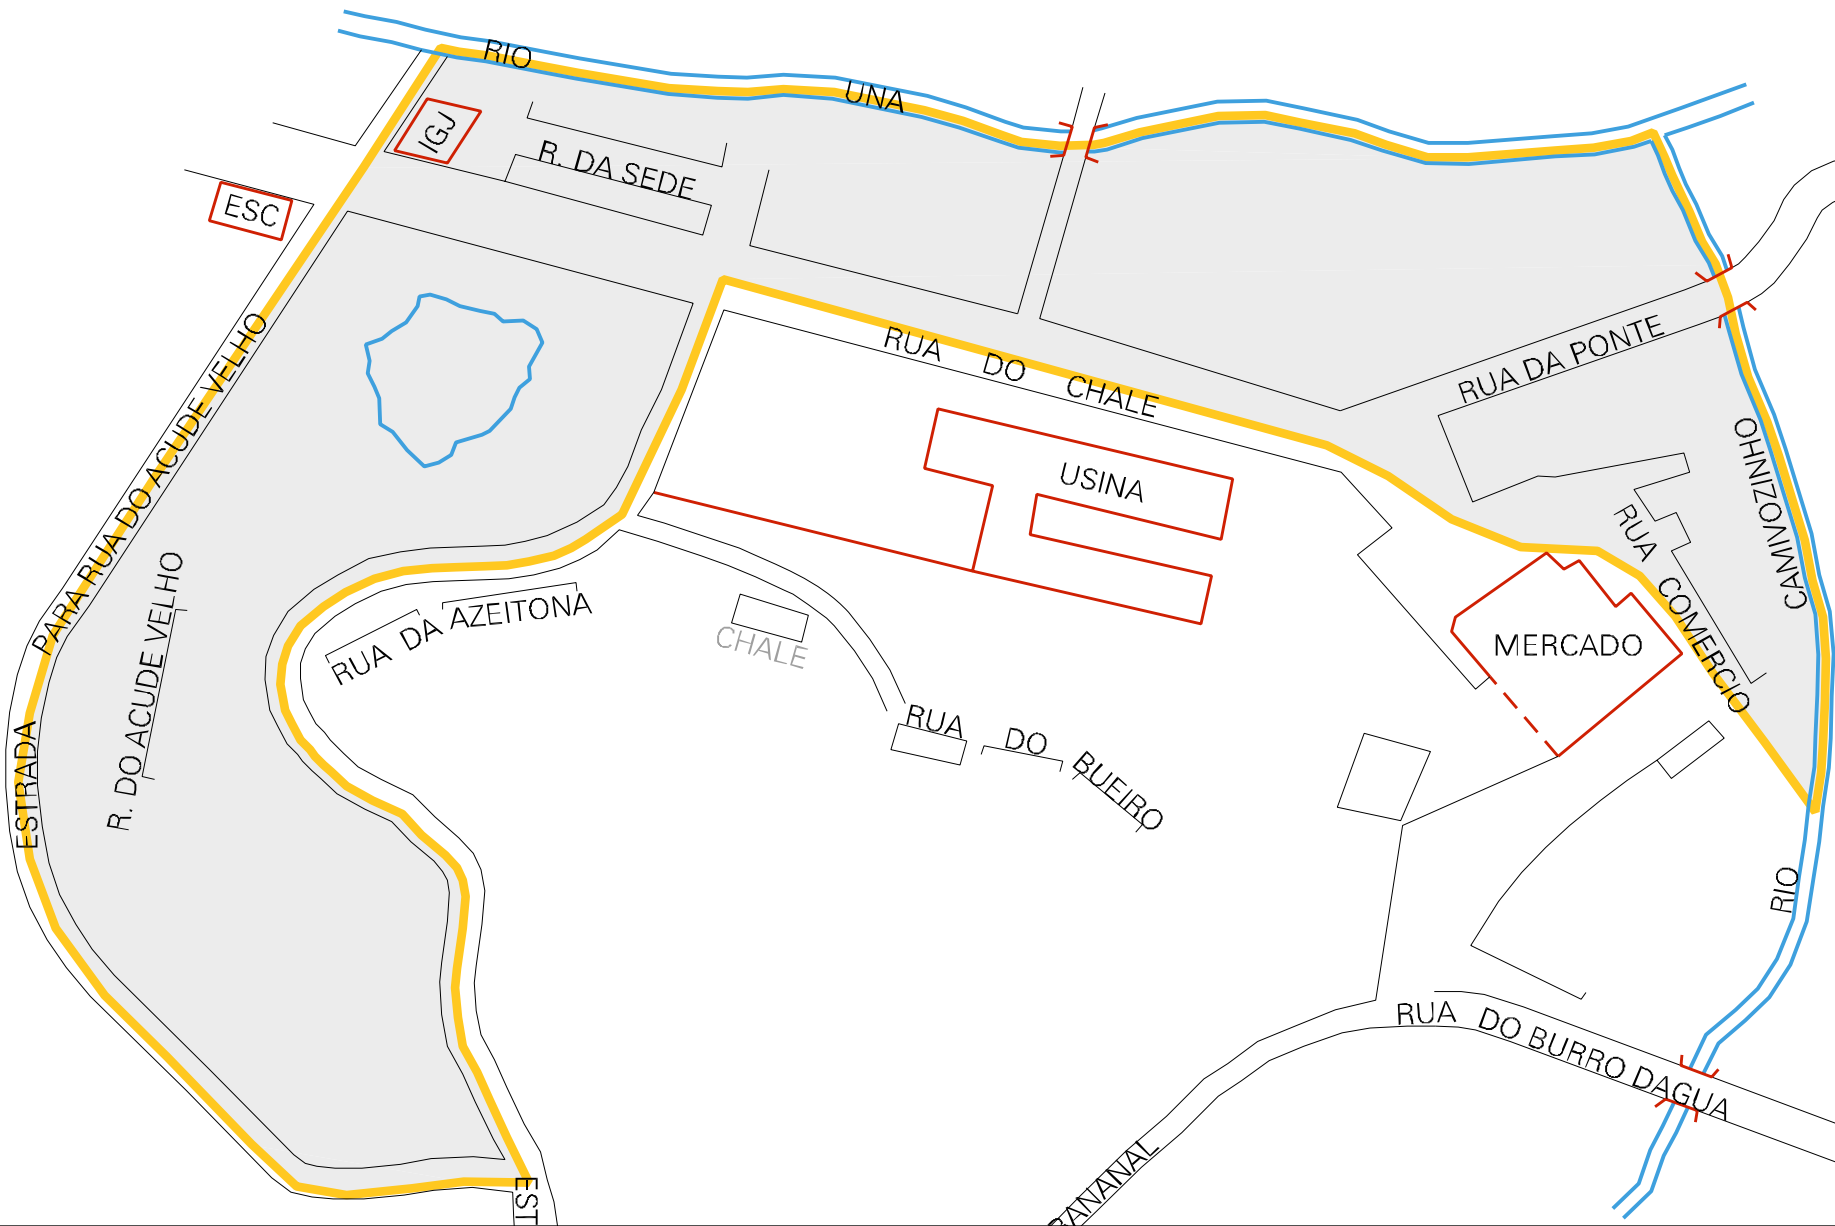 RIO UNA
IGJ
R. DA SEDE
ESC
PARA RUA DO ACUDE VELHO
RUA DO CHALE
RUA DA PONTE
USINA
CAMIVOZINHO
RUA COMERCIO
MERCADO
R. DO ACUDE VELHO
RUA DA AZEITONA
CHALE
ESTRADA
RUA DO BUEIRO
RIO
RUA DO BURRO DAGUA
BANANAL
EST